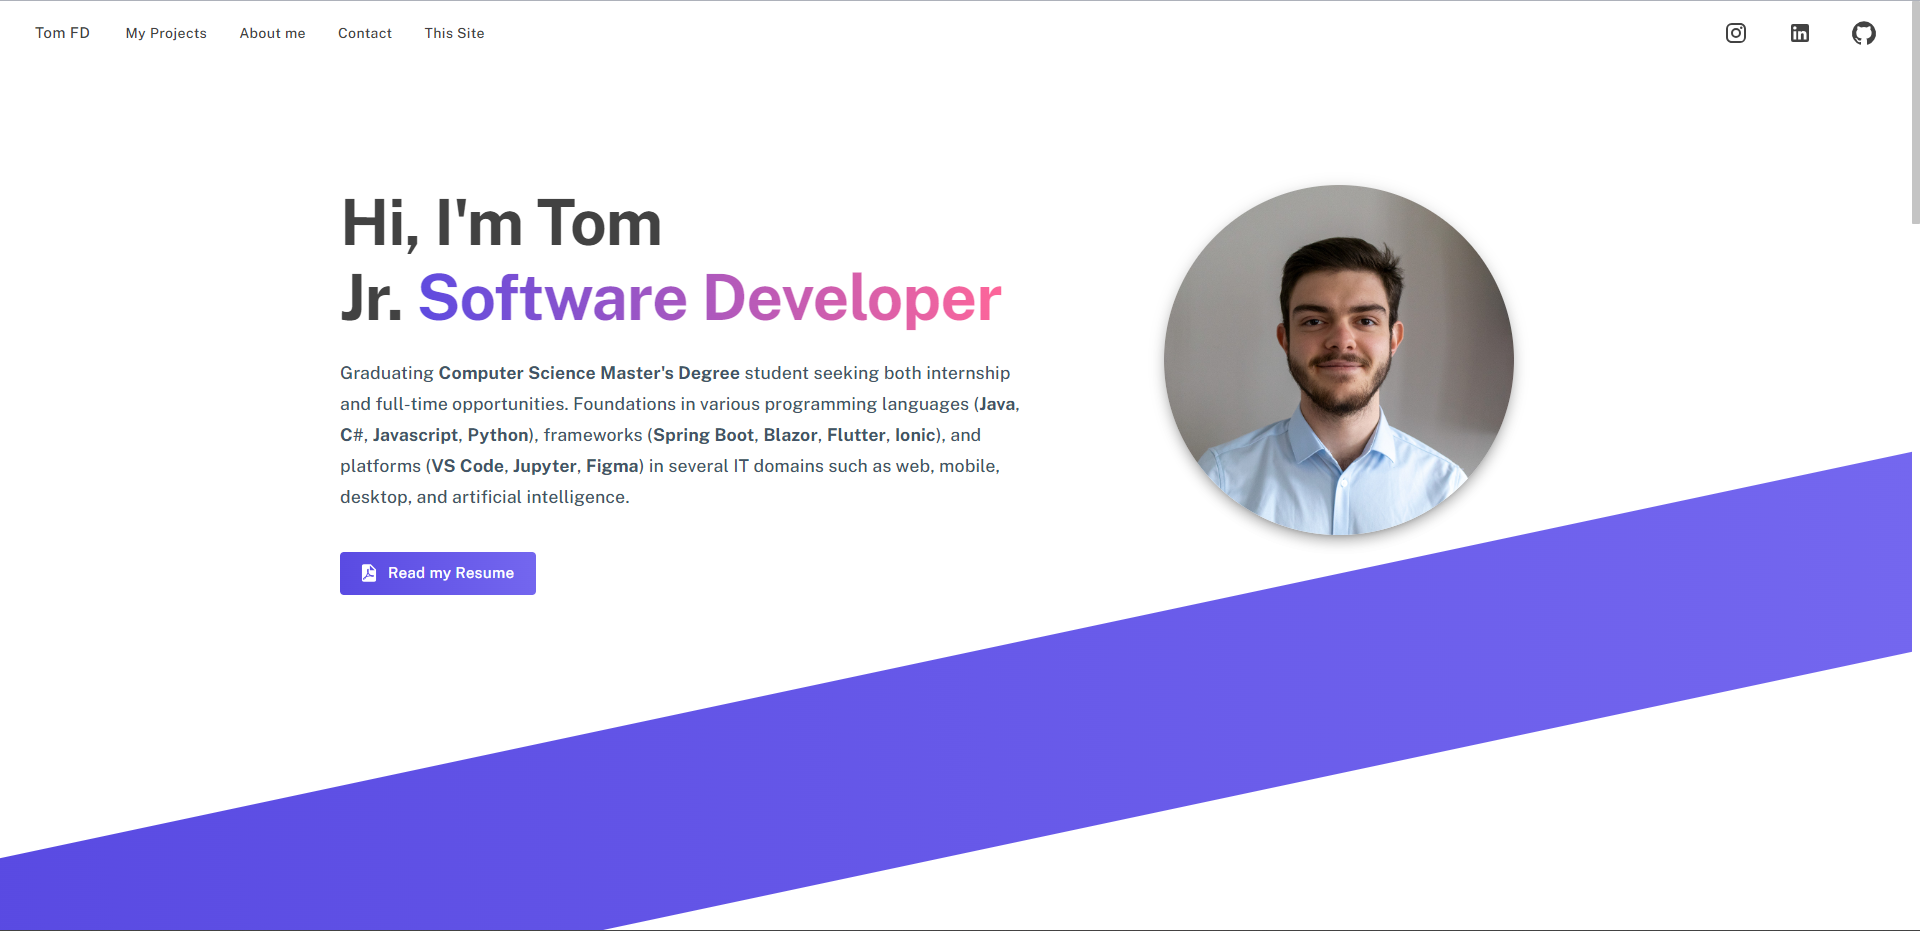 Tom FD My Projects About me Contact This Site
Hi, I'm Tom
Jr. Software Developer
Graduating Computer Science Master's Degree student seeking both internship
and full-time opportunities. Foundations in various programming languages (Java,
C#, Javascript, Python), frameworks (Spring Boot, Blazor, Flutter, Ionic), and
platforms (VS Code, Jupyter, Figma) in several IT domains such as web, mobile,
desktop, and artificial intelligence.
Read my Resume